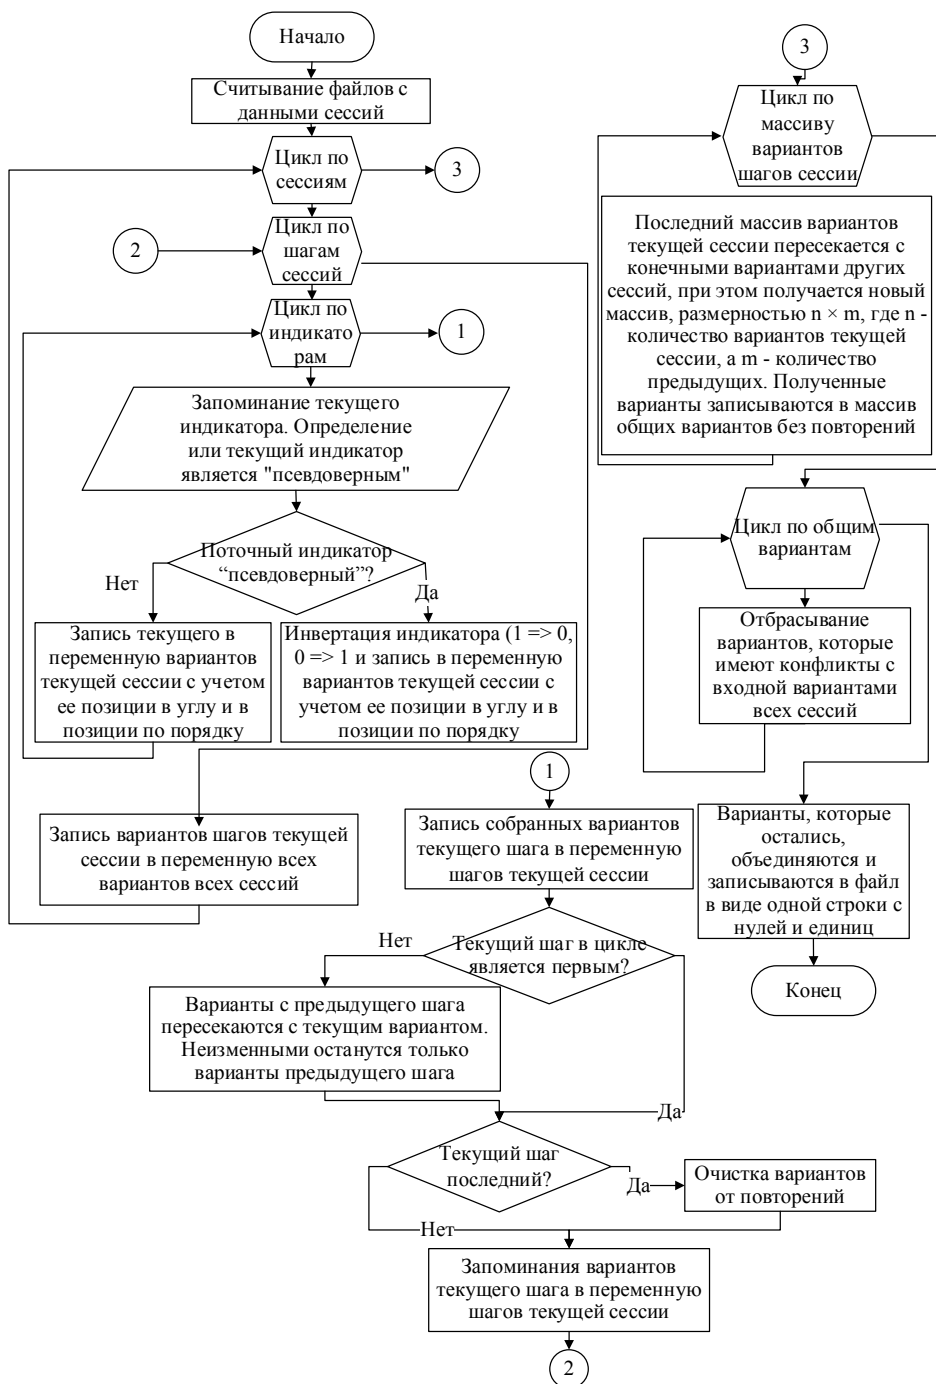 Начало
Считывание файлов с
данными сессий
Цикл по
сессиям
3
2
Цикл по
шагам
сессий
Цикл по
индикато
рам
1
Запоминание текущего
индикатора. Определение
или текущий индикатор
является "псевдоверным"
Поточный индикатор
“псевдоверный”?
Нет
Да
Запись текущего в
переменную вариантов
текущей сессии с учетом
ее позиции в углу и в
позиции по порядку
Инвертация индикатора (1 => 0,
0 => 1 и запись в переменную
вариантов текущей сессии с
учетом ее позиции в углу и в
позиции по порядку
Запись вариантов шагов текущей
сессии в переменную всех
вариантов всех сессий
1
Запись собранных вариантов
текущего шага в переменную
шагов текущей сессии
Текущий шаг в цикле
является первым?
Нет
Варианты с предыдущего шага
пересекаются с текущим вариантом.
Неизменными останутся только
варианты предыдущего шага
Да
Текущий шаг
последний?
Да
Очистка вариантов
от повторений
Нет
Запоминания вариантов
текущего шага в переменную
шагов текущей сессии
2
3
Цикл по
массиву
вариантов
шагов сессии
Последний массив вариантов
текущей сессии пересекается с
конечными вариантами других
сессий, при этом получается новый
массив, размерностью n × m, где n -
количество вариантов текущей
сессии, а m - количество
предыдущих. Полученные
варианты записываются в массив
общих вариантов без повторений
Цикл по общим
вариантам
Отбрасывание
вариантов, которые
имеют конфликты с
входной вариантами
всех сессий
Варианты, которые
остались,
объединяются и
записываются в файл
в виде одной строки с
нулей и единиц
Конец